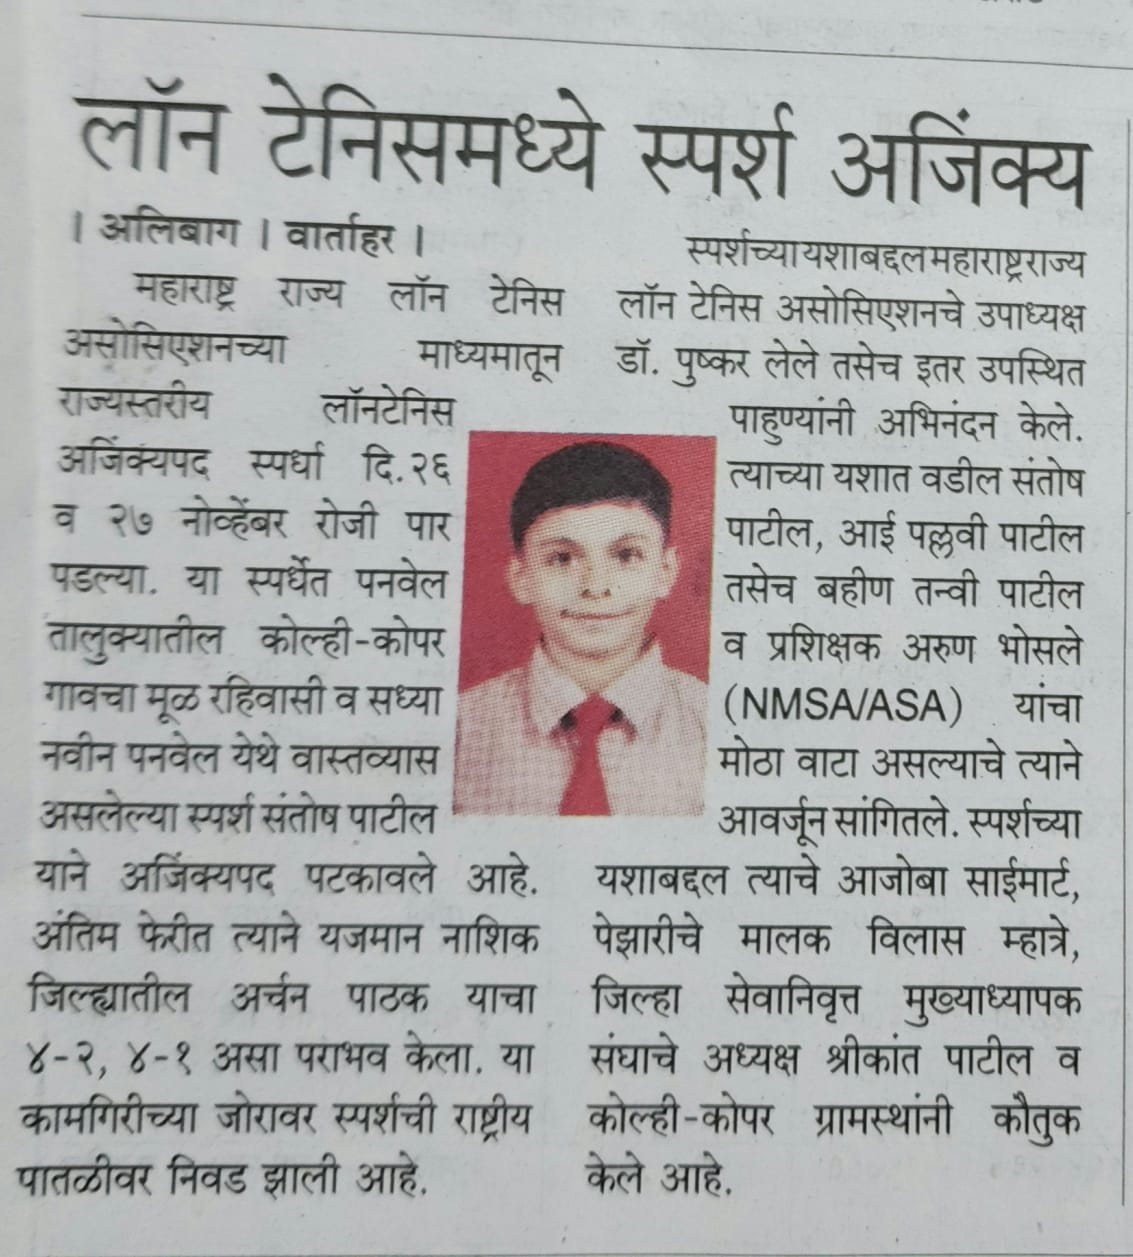 लॉन टेनिसमध्ये स्पर्श अजिंक्य
। अलिबाग । वार्ताहर ।
महाराष्ट्र राज्य लॉन टेनिस
असोसिएशनच्या माध्यमातून
राज्यस्तरीय लॉनटेनिस
अजिंक्यपद स्पर्धा दि.२६
व २७ नोव्हेंबर रोजी पार
पडल्या. या स्पर्धेत पनवेल
तालुक्यातील कोल्ही-कोपर
गावचा मूळ रहिवासी व सध्या
नवीन पनवेल येथे वास्तव्यास
असलेल्या स्पर्श संतोष पाटील
याने अजिंक्यपद पटकावले आहे.
अंतिम फेरीत त्याने यजमान नाशिक
जिल्ह्यातील अर्चन पाठक याचा
४-२, ४-१ असा पराभव केला. या
कामगिरीच्या जोरावर स्पर्शची राष्ट्रीय
पातळीवर निवड झाली आहे.
स्पर्शच्या यशाबद्दल महाराष्ट्र राज्य
लॉन टेनिस असोसिएशनचे उपाध्यक्ष
डॉ. पुष्कर लेले तसेच इतर उपस्थित
पाहुण्यांनी अभिनंदन केले.
त्याच्या यशात वडील संतोष
पाटील, आई पल्लवी पाटील
तसेच बहीण तन्वी पाटील
व प्रशिक्षक अरुण भोसले
(NMSA/ASA) यांचा
मोठा वाटा असल्याचे त्याने
आवर्जून सांगितले. स्पर्शच्या
यशाबद्दल त्याचे आजोबा साईमार्ट,
पेझारीचे मालक विलास म्हात्रे,
जिल्हा सेवानिवृत्त मुख्याध्यापक
संघाचे अध्यक्ष श्रीकांत पाटील व
कोल्ही-कोपर ग्रामस्थांनी कौतुक
केले आहे.